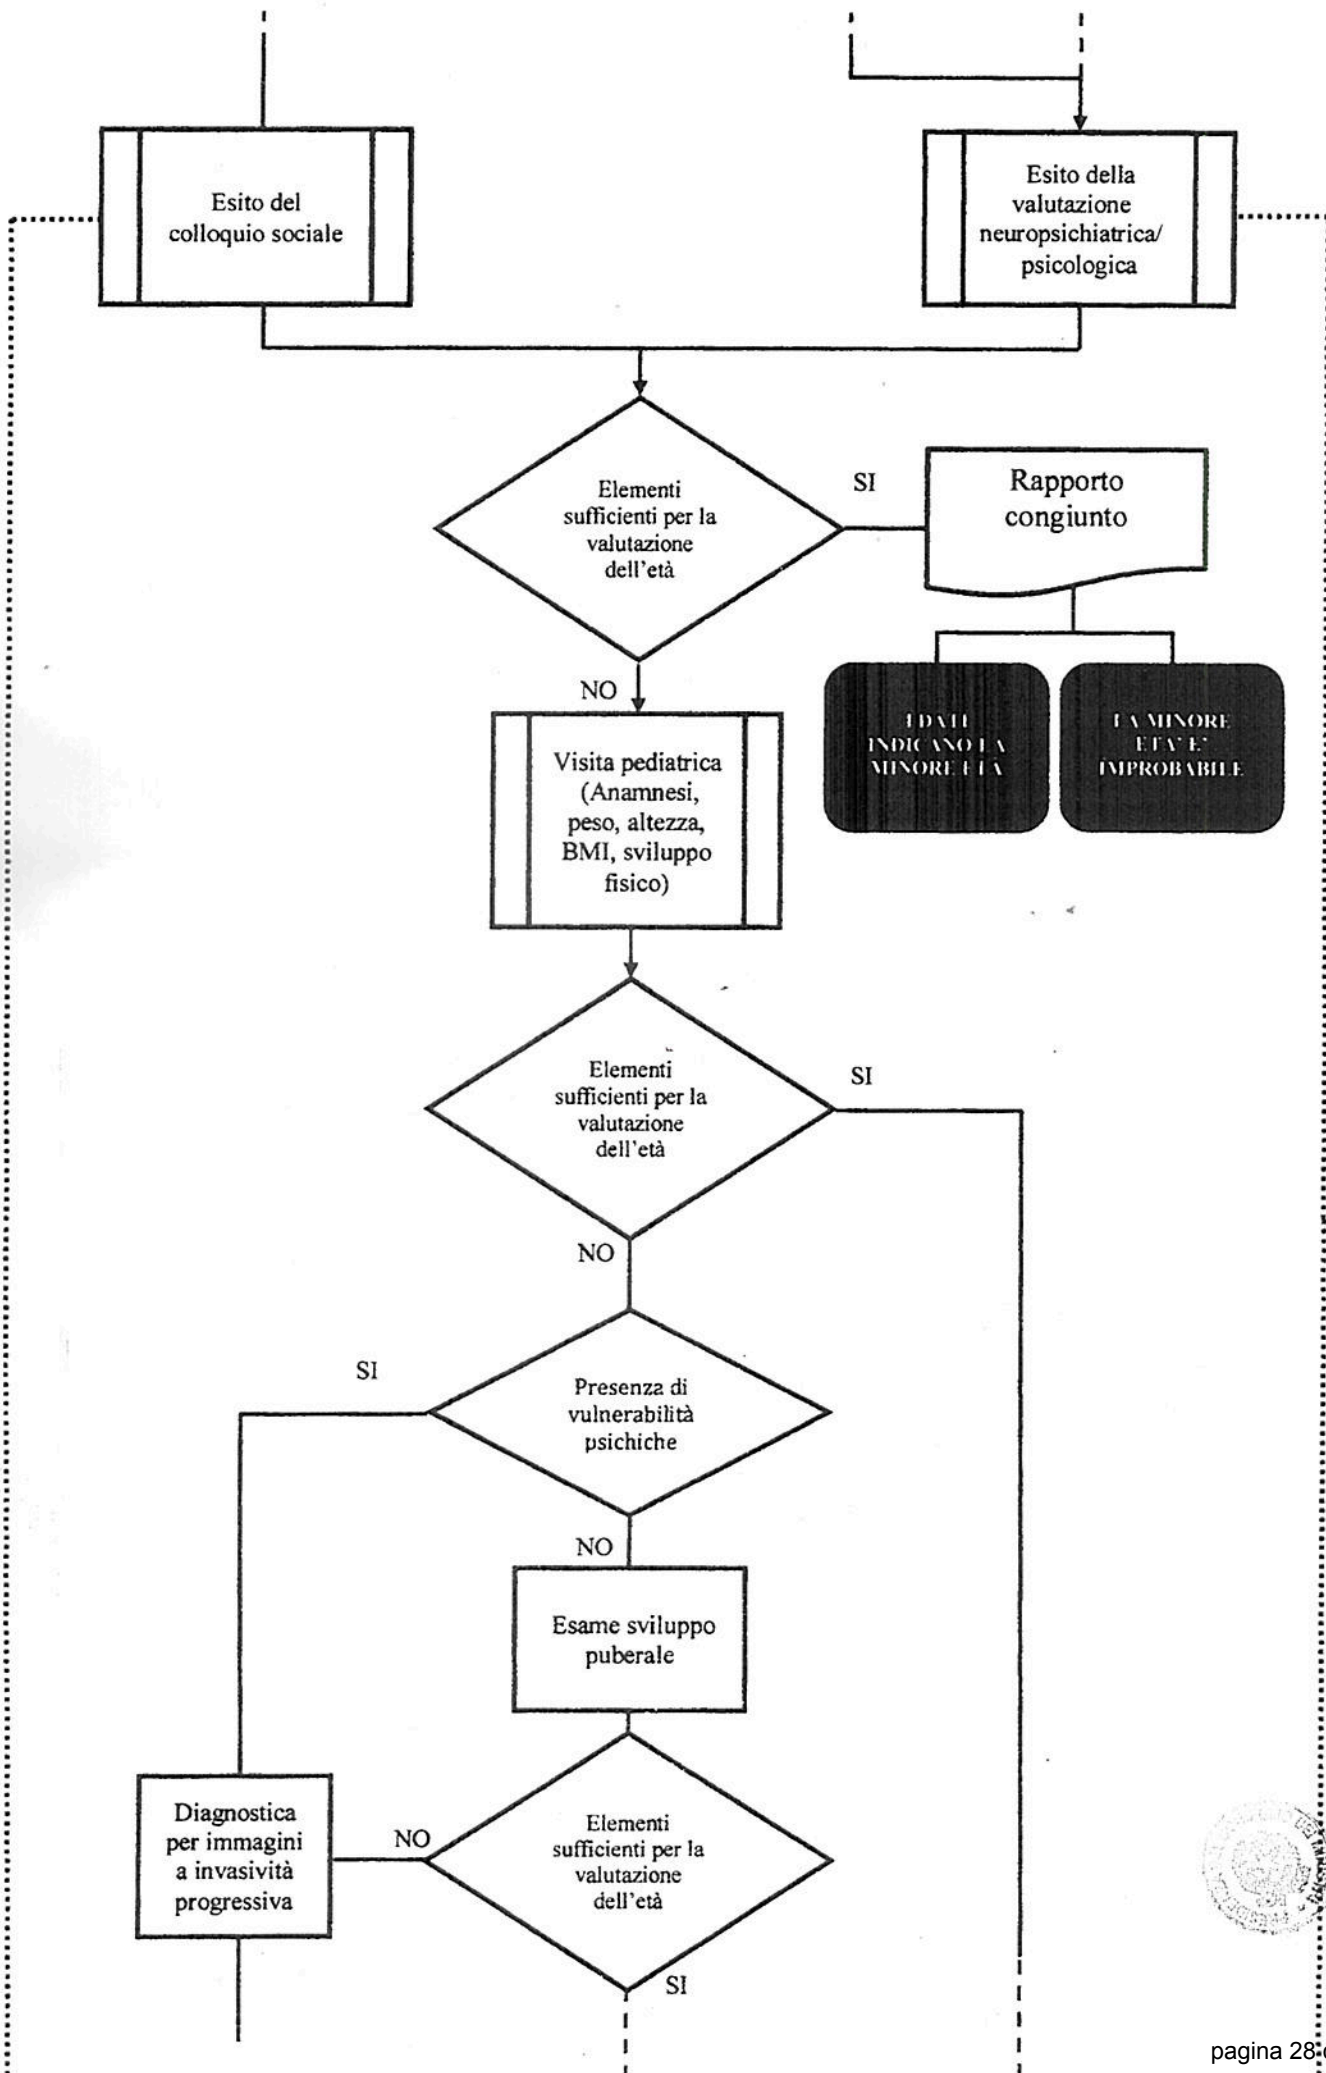 Esito del
colloquio sociale
Esito della
valutazione
neuropsichiatrica/
psicologica
Elementi
sufficienti per la
valutazione
dell'età
SI
Rapporto
congiunto
NO
I DATI
INDICANO LA
MINORE ETÀ
LA MINORE
ETA' E'
IMPROBABILE
Visita pediatrica
(Anamnesi,
peso, altezza,
BMI, sviluppo
fisico)
Elementi
sufficienti per la
valutazione
dell'età
SI
NO
SI
Presenza di
vulnerabilità
psichiche
NO
Esame sviluppo
puberale
Diagnostica
per immagini
a invasività
progressiva
NO
Elementi
sufficienti per la
valutazione
dell'età
SI
pagina 28